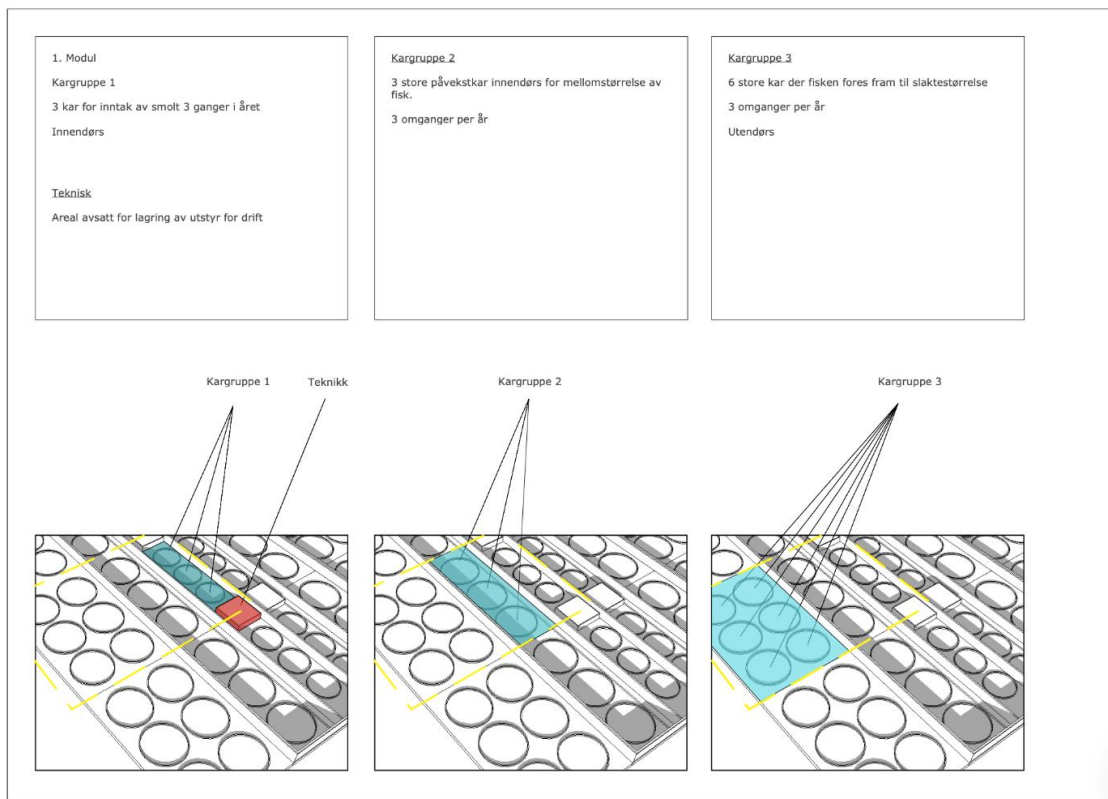 1. Modul
Kargruppe 1
3 kar for inntak av smolt 3 ganger i året
Innendørs
Teknisk
Areal avsatt for lagring av utstyr for drift
Kargruppe 2
3 store påvekstkar innendørs for mellomstørrelse av
fisk.
3 omganger per år
Kargruppe 3
6 store kar der fisken fores fram til slaktestørrelse
3 omganger per år
Utendørs
Kargruppe 1
Teknikk
Kargruppe 2
Kargruppe 3